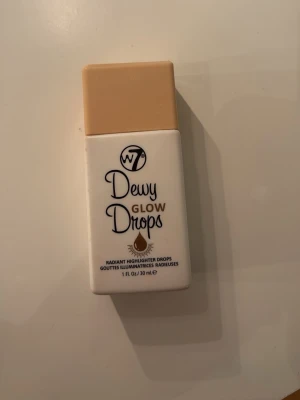 W7
Dewy
GLOW
Drops
RADIANT HIGHLIGHTER DROPS
GOUTTES ILLUMINATRICES RADIEUSES
1 FL Oz / 30 mL ℮